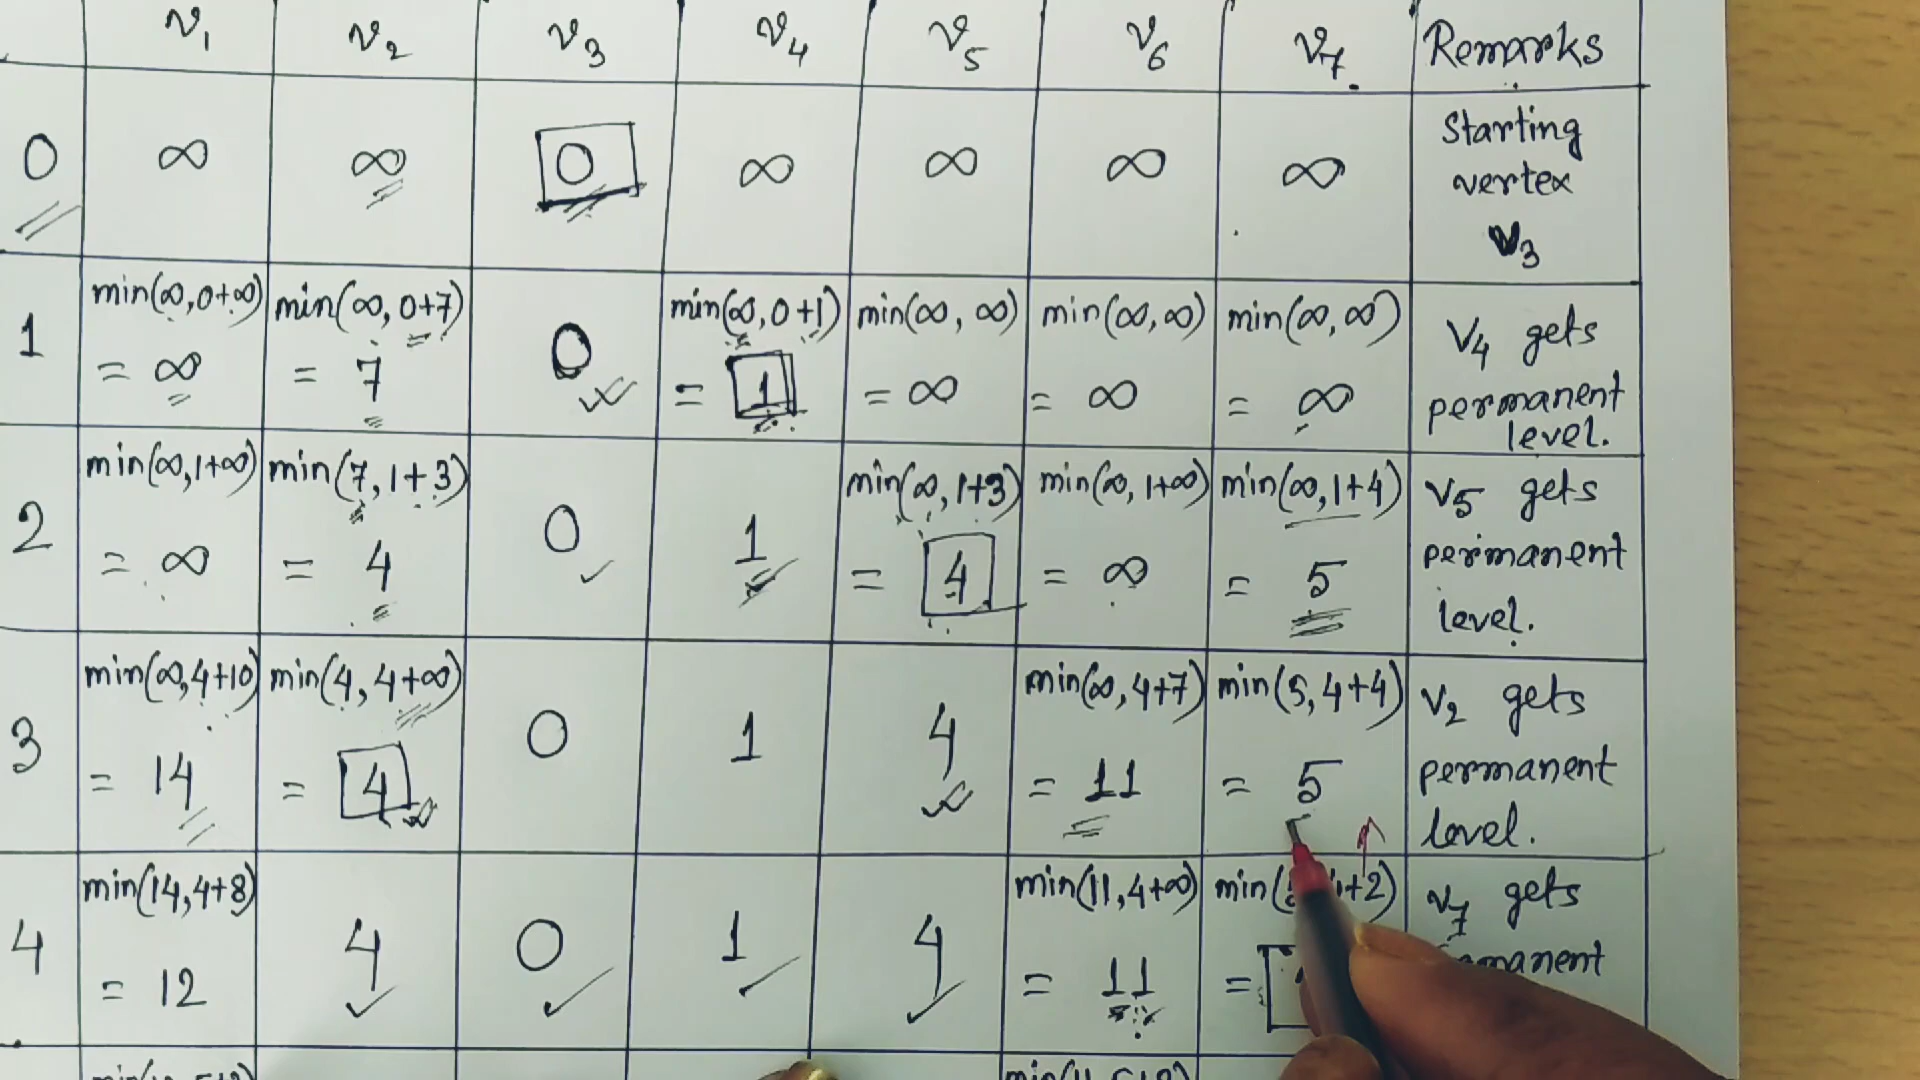 v1 v2 v3 v4 v5 v6 v7 Remarks
0 ∞ ∞ 0 ∞ ∞ ∞ ∞ Starting
vertex
v3
1 min(∞,0+∞) min(∞,0+7) 0 min(∞,0+1) min(∞,∞) min(∞,∞) min(∞,∞) V4 gets
= ∞ = 7 = 1 = ∞ = ∞ = ∞ permanent
level.
2 min(∞,1+∞) min(7,1+3) 0 1 min(∞,1+3) min(∞,1+∞) min(∞,1+4) V5 gets
= ∞ = 4 = 4 = ∞ = 5 permanent
level.
3 min(∞,4+10) min(4,4+∞) 0 1 4 min(∞,4+7) min(5,4+4) V2 gets
= 14 = 4 = 11 = 5 permanent
level.
4 min(14,4+8) 4 0 1 4 min(11,4+∞) min( +2) V7 gets
= 12 = 11 =